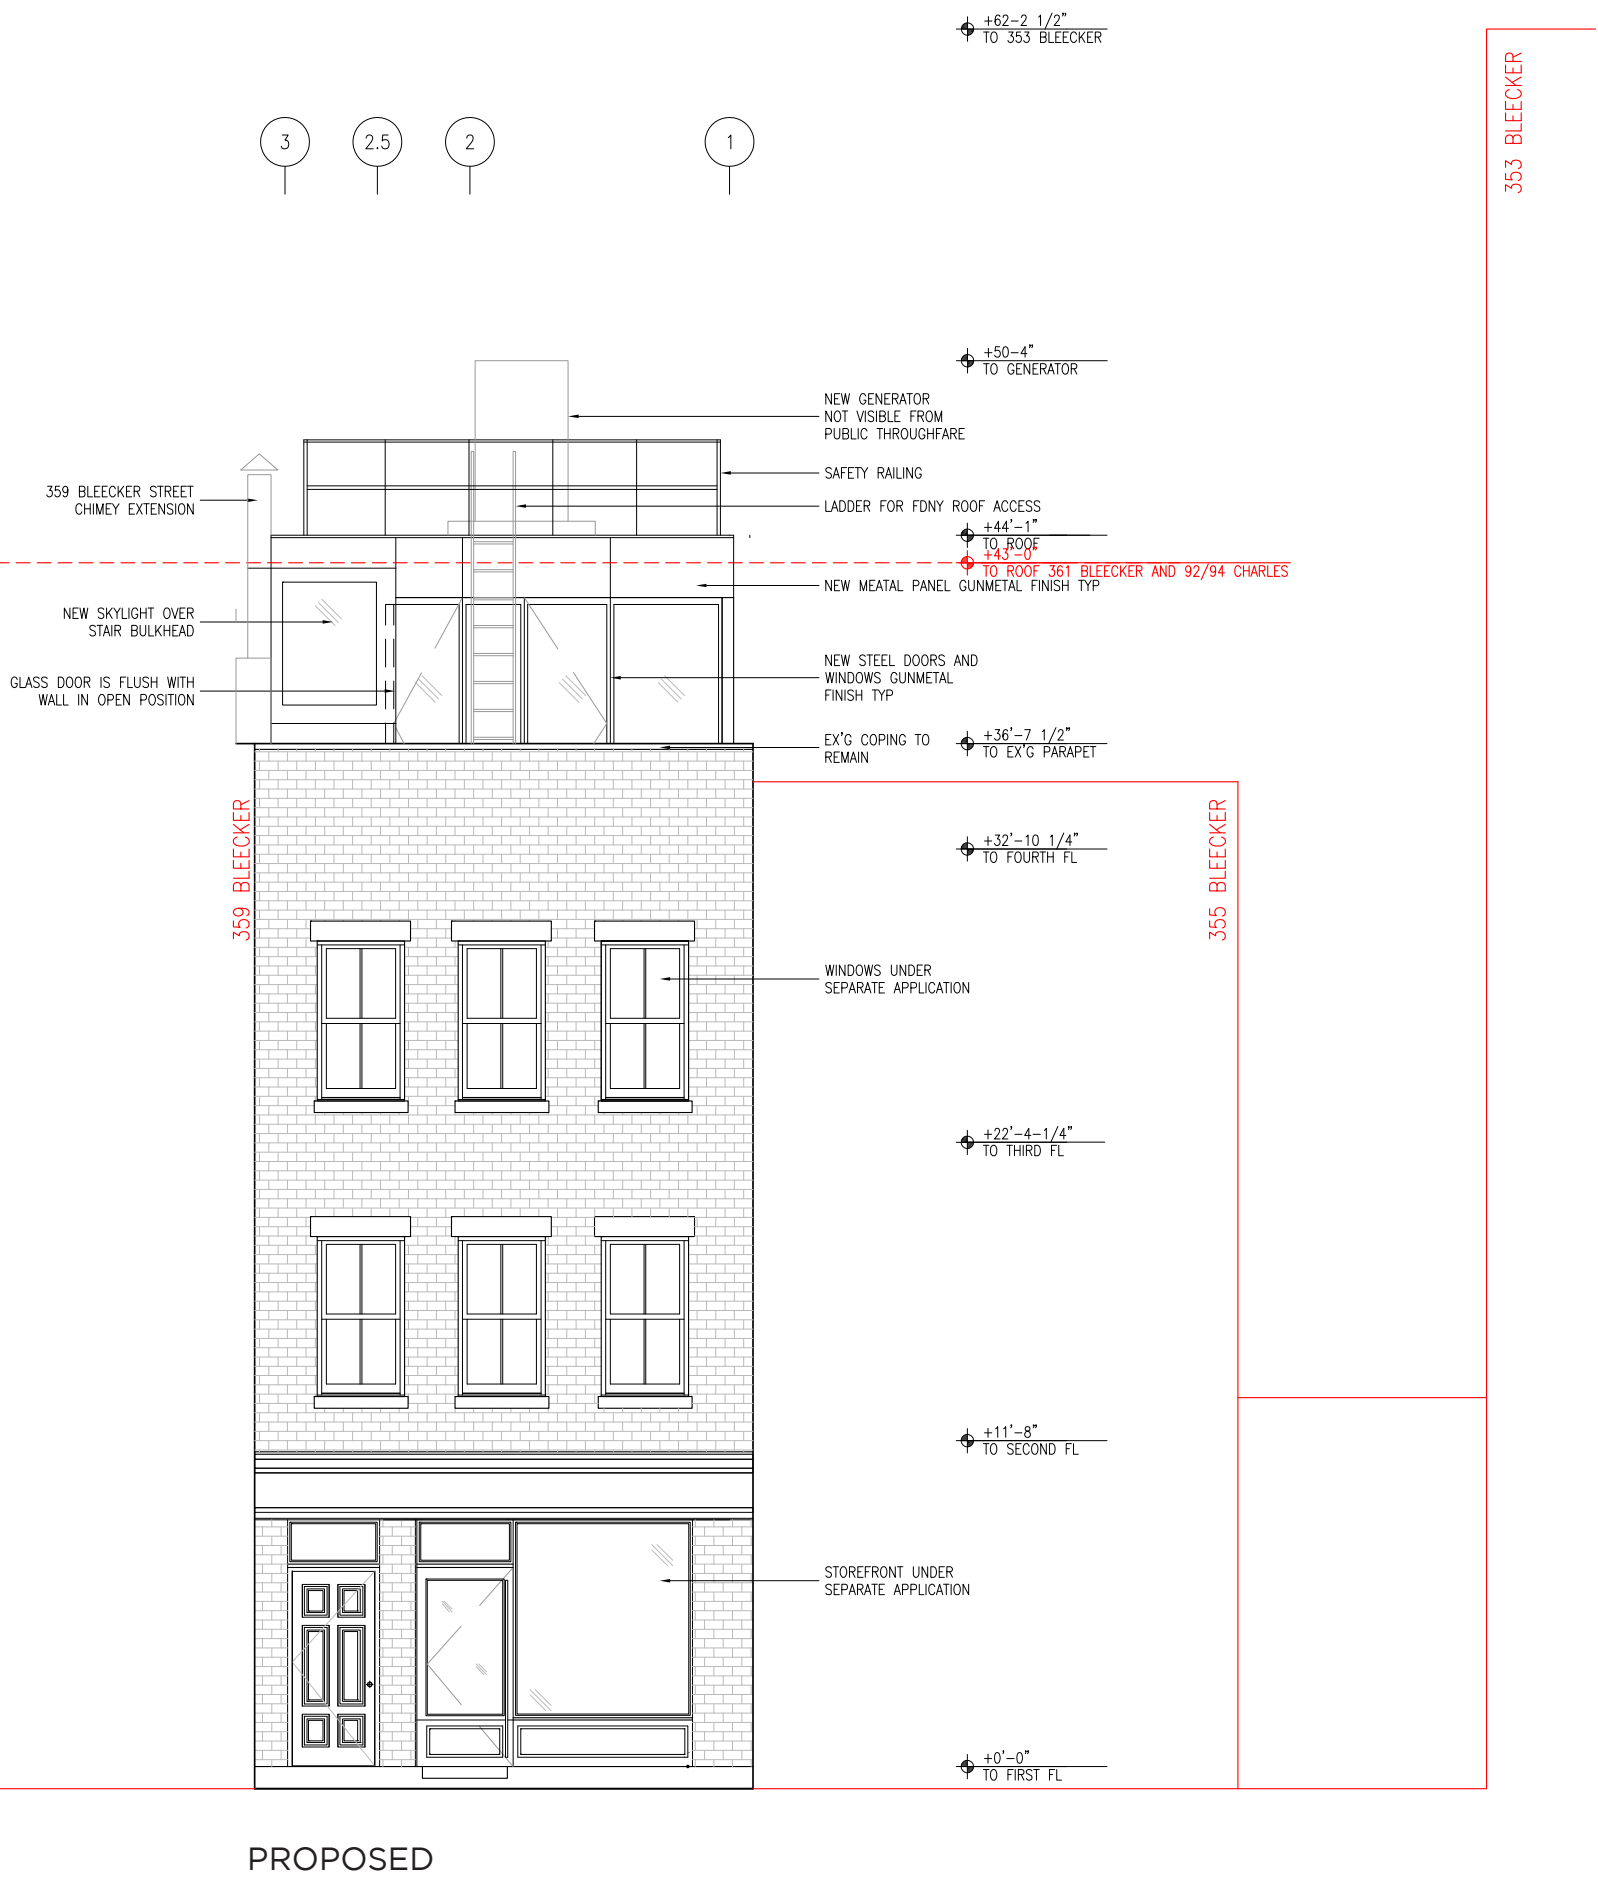 +62-2 1/2"
TO 353 BLEECKER
353 BLEECKER
3
2.5
2
1
+50-4"
TO GENERATOR
NEW GENERATOR
NOT VISIBLE FROM
PUBLIC THROUGHFARE
SAFETY RAILING
359 BLEECKER STREET
CHIMEY EXTENSION
LADDER FOR FDNY ROOF ACCESS
+44'-1"
TO ROOF
+43'-0"
TO ROOF 361 BLEECKER AND 92/94 CHARLES
NEW MEATAL PANEL GUNMETAL FINISH TYP
NEW SKYLIGHT OVER
STAIR BULKHEAD
NEW STEEL DOORS AND
WINDOWS GUNMETAL
FINISH TYP
GLASS DOOR IS FLUSH WITH
WALL IN OPEN POSITION
EX'G COPING TO
REMAIN
+36'-7 1/2"
TO EX'G PARAPET
359 BLEECKER
355 BLEECKER
+32'-10 1/4"
TO FOURTH FL
WINDOWS UNDER
SEPARATE APPLICATION
+22'-4-1/4"
TO THIRD FL
+11'-8"
TO SECOND FL
STOREFRONT UNDER
SEPARATE APPLICATION
+0'-0"
TO FIRST FL
PROPOSED